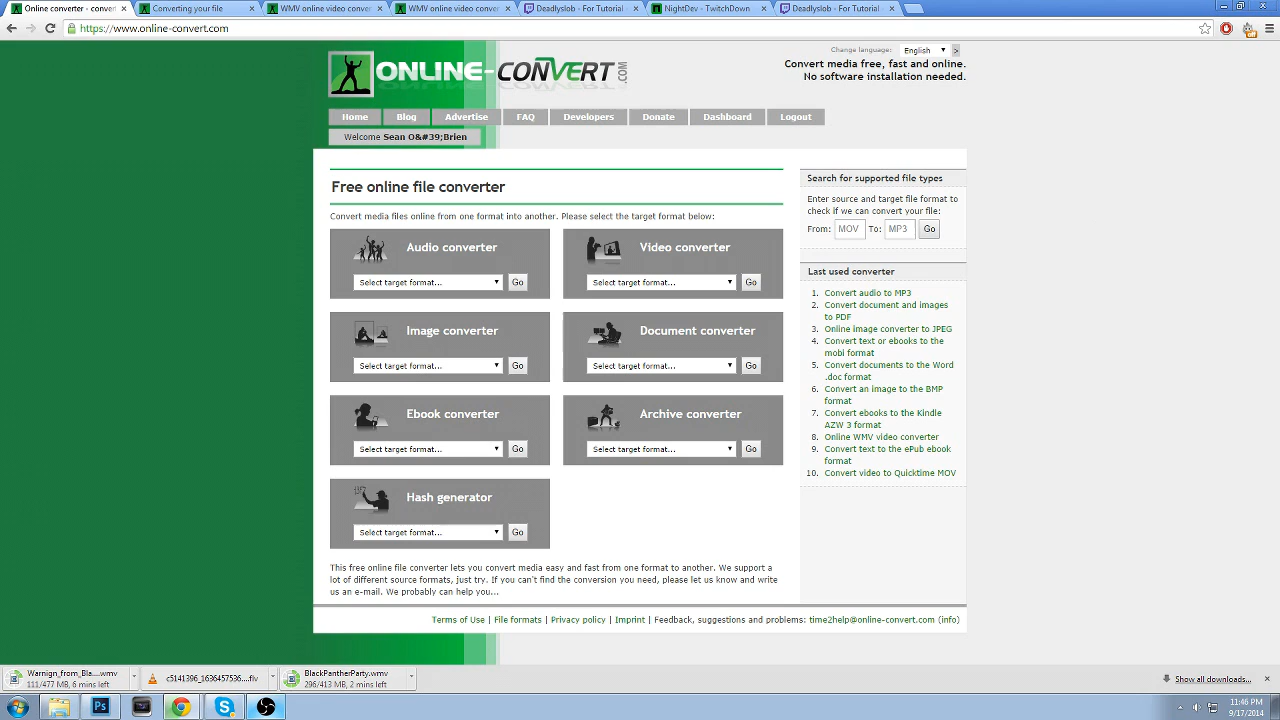 Online converter - convert
Converting your file
WMV online video converter
WMV online video converter
Deadlyslob - For Tutorial
NightDev - TwitchDown
Deadlyslob - For Tutorial
https://www.online-convert.com
ONLINE-CONVERT.COM
Change language: English
Convert media free, fast and online.
No software installation needed.
Home Blog Advertise FAQ Developers Donate Dashboard Logout
Welcome Sean O&#39;Brien
Free online file converter
Convert media files online from one format into another. Please select the target format below:
Audio converter
Select target format... Go
Video converter
Select target format... Go
Image converter
Select target format... Go
Document converter
Select target format... Go
Ebook converter
Select target format... Go
Archive converter
Select target format... Go
Hash generator
Select target format... Go
This free online file converter lets you convert media easy and fast from one format to another. We support a
lot of different source formats, just try. If you can't find the conversion you need, please let us know and write
us an e-mail. We probably can help you...
Search for supported file types
Enter source and target file format to
check if we can convert your file:
From: MOV To: MP3 Go
Last used converter
1. Convert audio to MP3
2. Convert document and images
to PDF
3. Online image converter to JPEG
4. Convert text or ebooks to the
mobi format
5. Convert documents to the Word
.doc format
6. Convert an image to the BMP
format
7. Convert ebooks to the Kindle
AZW 3 format
8. Online WMV video converter
9. Convert text to the ePub ebook
format
10. Convert video to Quicktime MOV
Terms of Use | File formats | Privacy policy | Imprint | Feedback, suggestions and problems: time2help@online-convert.com (info)
Warnign_from_Bla....wmv
111/477 MB, 6 mins left
c5141396_1636457536....flv
BlackPantherParty.wmv
296/413 MB, 2 mins left
Show all downloads...
11:46 PM
9/17/2014